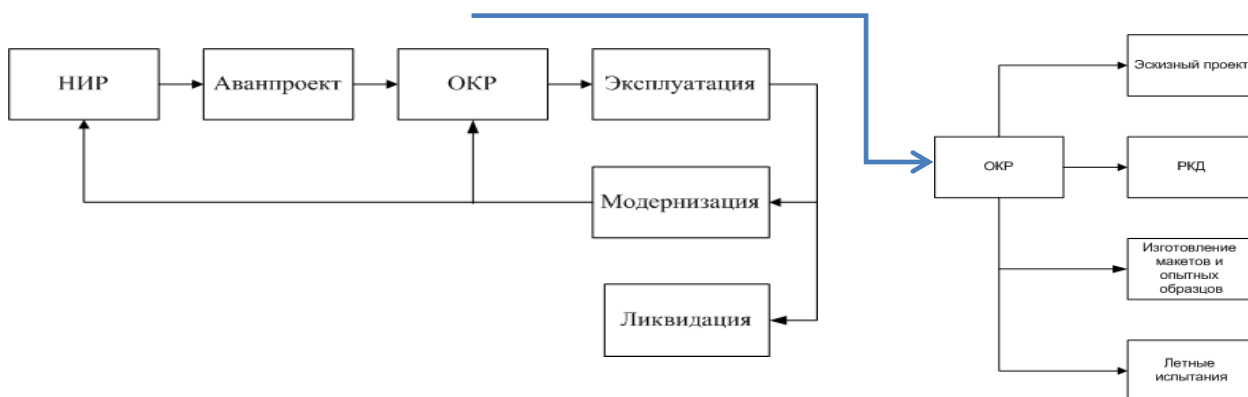 НИР
Аванпроект
ОКР
Эксплуатация
Модернизация
Ликвидация
ОКР
Эскизный проект
РКД
Изготовление
макетов и
опытных
образцов
Летные
испытания